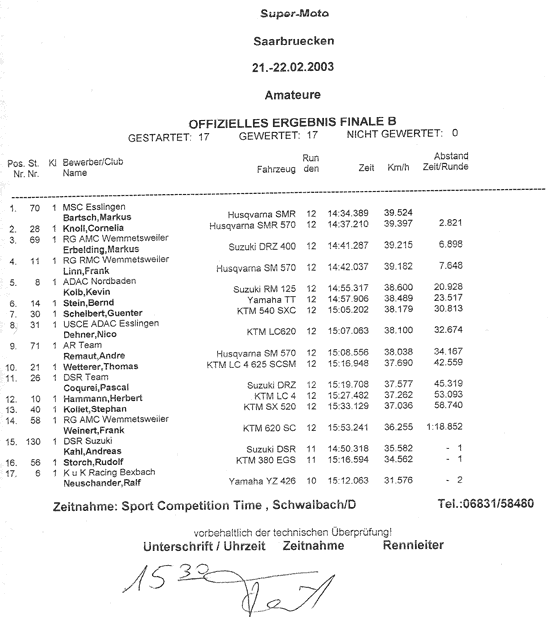 Super-Moto
Saarbruecken
21.-22.02.2003
Amateure
OFFIZIELLES ERGEBNIS FINALE B
GESTARTET: 17 GEWERTET: 17 NICHT GEWERTET: 0
Pos. St. Kl Bewerber/Club Run Abstand
Nr. Nr. Name Fahrzeug den Zeit Km/h Zeit/Runde
1. 70 1 MSC Esslingen
Bartsch,Markus Husqvarna SMR 12 14:34.389 39.524
2. 28 1 Knoll,Cornelia Husqvarna SMR 570 12 14:37.210 39.397 2.821
3. 69 1 RG AMC Wemmetsweiler
Erbelding,Markus Suzuki DRZ 400 12 14:41.287 39.215 6.898
4. 11 1 RG RMC Wemmetsweiler
Linn,Frank Husqvarna SM 570 12 14:42.037 39.182 7.648
5. 8 1 ADAC Nordbaden
Kolb,Kevin Suzuki RM 125 12 14:55.317 38.600 20.928
6. 14 1 Stein,Bernd Yamaha TT 12 14:57.906 38.489 23.517
7. 30 1 Schelbert,Guenter KTM 540 SXC 12 15:05.202 38.179 30.813
8. 31 1 USCE ADAC Esslingen
Dehner,Nico KTM LC620 12 15:07.063 38.100 32.674
9. 71 1 AR Team
Remaut,Andre Husqvarna SM 570 12 15:08.556 38.038 34.167
10. 21 1 Wetterer,Thomas KTM LC 4 625 SCSM 12 15:16.948 37.690 42.559
11. 26 1 DSR Team
Coqurei,Pascal Suzuki DRZ 12 15:19.708 37.577 45.319
12. 10 1 Hammann,Herbert KTM LC 4 12 15:27.482 37.262 53.093
13. 40 1 Kollet,Stephan KTM SX 520 12 15:33.129 37.036 58.740
14. 58 1 RG AMC Wemmetsweiler
Weinert,Frank KTM 620 SC 12 15:53.241 36.255 1:18.852
15. 130 1 DSR Suzuki
Kahl,Andreas Suzuki DSR 11 14:50.318 35.582 - 1
16. 56 1 Storch,Rudolf KTM 380 EGS 11 15:16.594 34.562 - 1
17. 6 1 K u K Racing Bexbach
Neuschander,Ralf Yamaha YZ 426 10 15:12.063 31.576 - 2
Zeitnahme: Sport Competition Time , Schwalbach/D Tel.:06831/58480
vorbehaltlich der technischen Überprüfung!
Unterschrift / Uhrzeit Zeitnahme Rennleiter
15 30